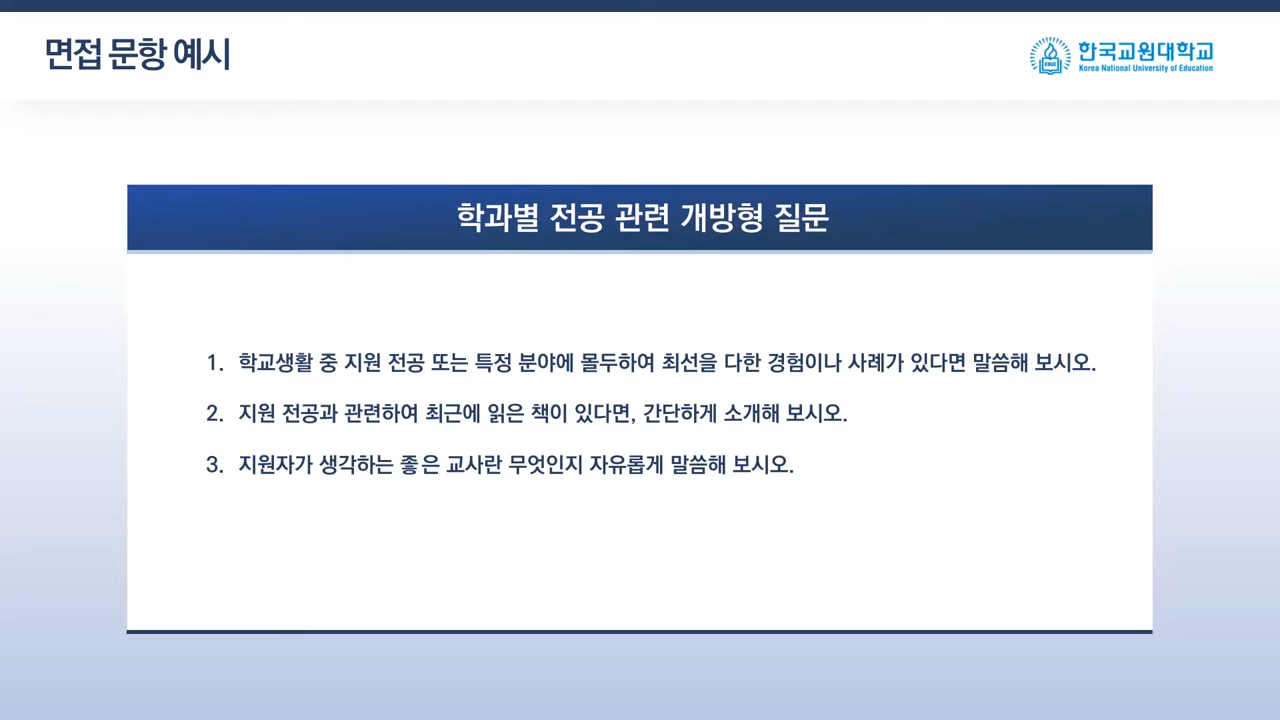 면접 문항 예시
한국교원대학교
Korea National University of Education
학과별 전공 관련 개방형 질문
1. 학교생활 중 지원 전공 또는 특정 분야에 몰두하여 최선을 다한 경험이나 사례가 있다면 말씀해 보시오.
2. 지원 전공과 관련하여 최근에 읽은 책이 있다면, 간단하게 소개해 보시오.
3. 지원자가 생각하는 좋은 교사란 무엇인지 자유롭게 말씀해 보시오.